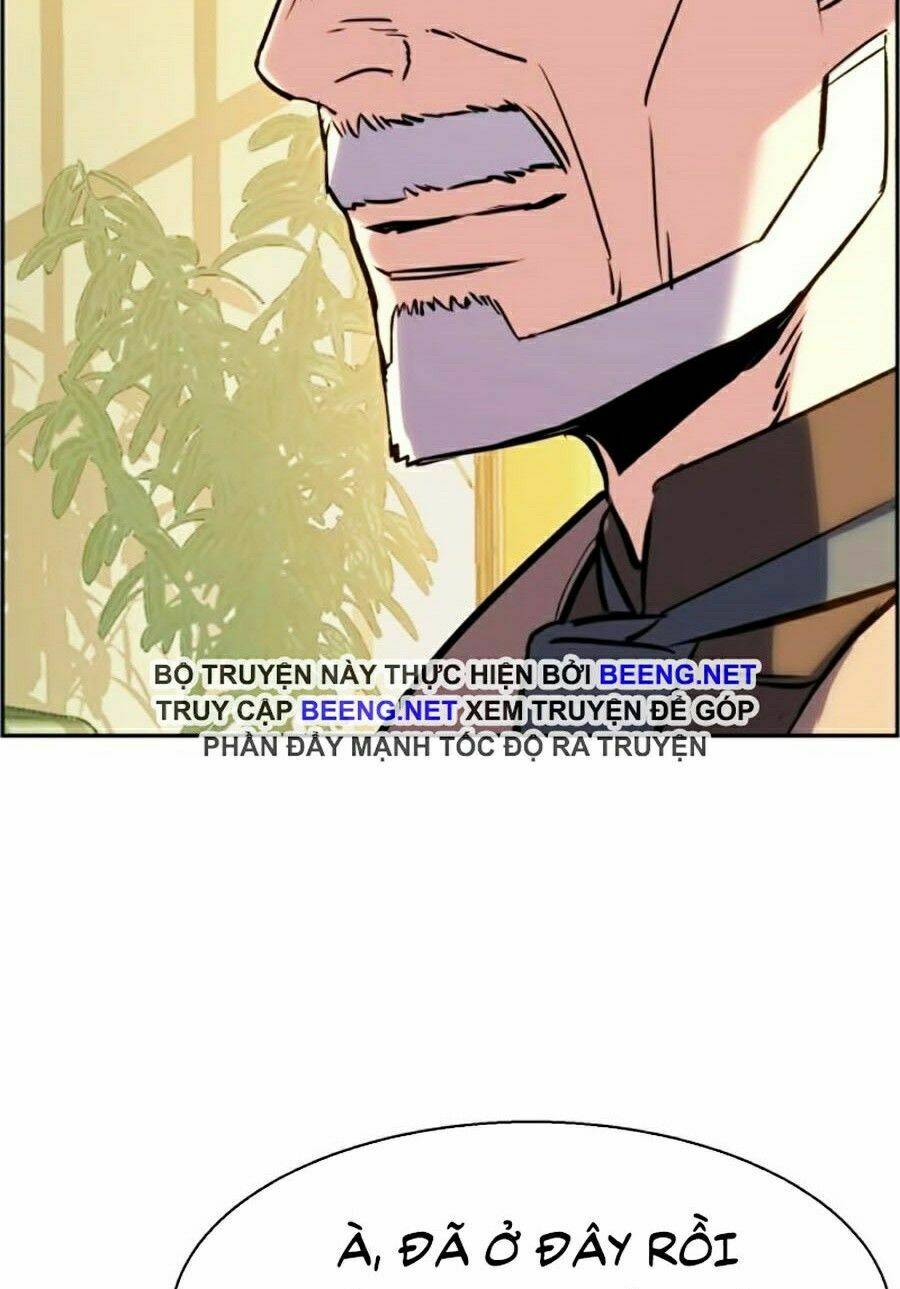 BỘ TRUYỆN NÀY THỰC HIỆN BỞI BEENG.NET
TRUY CẬP BEENG.NET XEM TRUYỆN ĐỂ GÓP
PHẦN ĐẨY MẠNH TỐC ĐỘ RA TRUYỆN
À, ĐÃ Ở ĐÂY RỒI